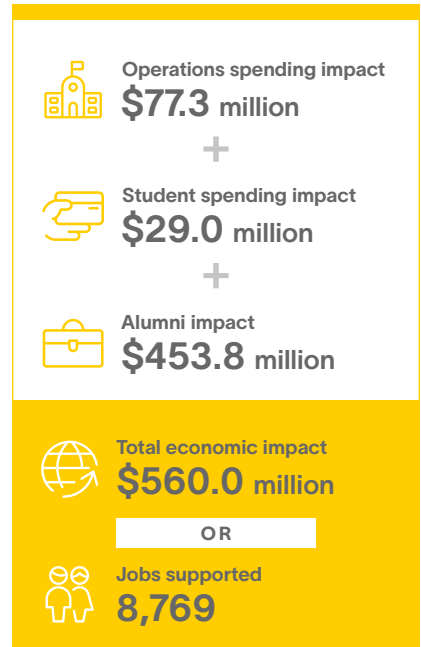 Operations spending impact
$77.3 million
+
Student spending impact
$29.0 million
+
Alumni impact
$453.8 million
Total economic impact
$560.0 million
OR
Jobs supported
8,769